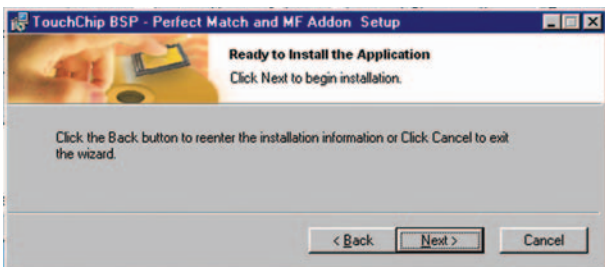 TouchChip BSP - Perfect Match and MF Addon Setup
Ready to Install the Application
Click Next to begin installation.
Click the Back button to reenter the installation information or Click Cancel to exit
the wizard.
< Back Next > Cancel